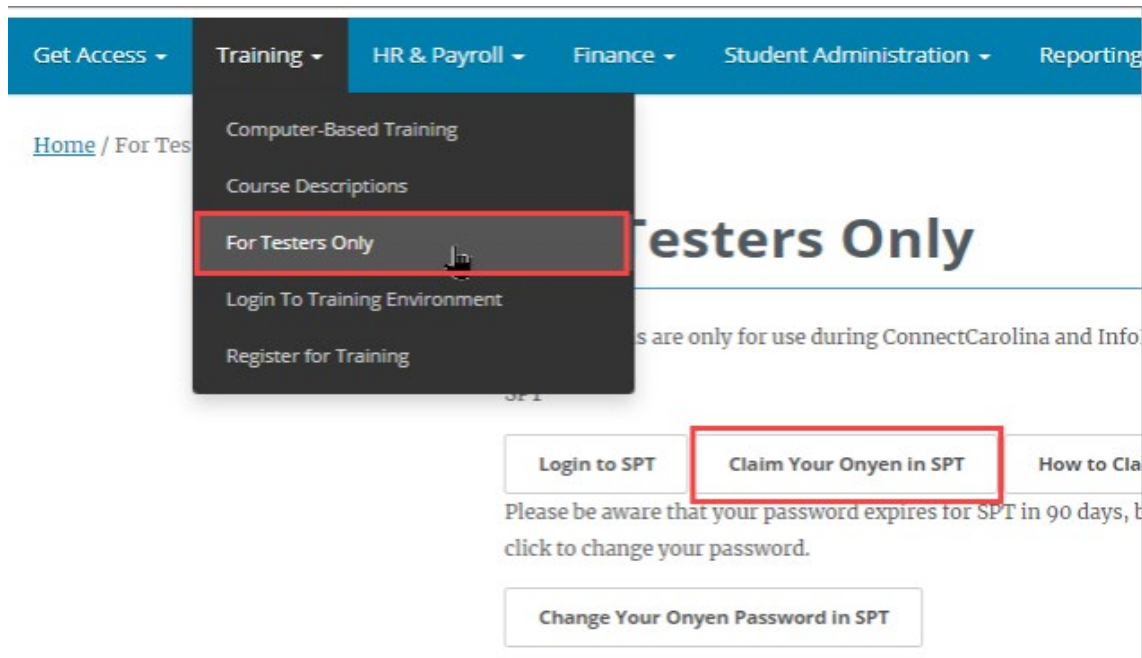 Get Access Training HR & Payroll Finance Student Administration Reporting
Home / For Tes
Computer-Based Training
Course Descriptions
For Testers Only
Login To Training Environment
Register for Training
Testers Only
s are only for use during ConnectCarolina and Info
SPT
Login to SPT Claim Your Onyen in SPT How to Cla
Please be aware that your password expires for SPT in 90 days, b
click to change your password.
Change Your Onyen Password in SPT